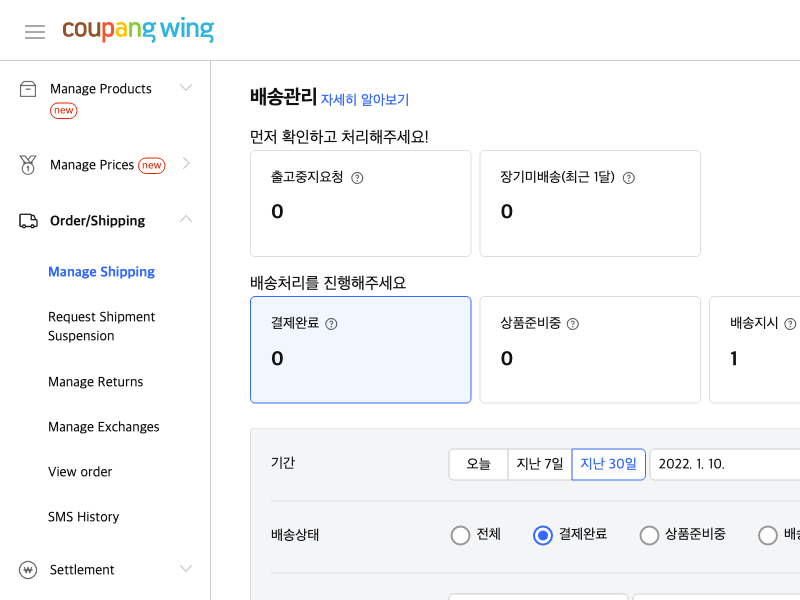 coupang wing
Manage Products
new
Manage Prices new
Order/Shipping
Manage Shipping
Request Shipment
Suspension
Manage Returns
Manage Exchanges
View order
SMS History
Settlement
배송관리 자세히 알아보기
먼저 확인하고 처리해주세요!
출고중지요청 ?
0
장기미배송(최근 1달) ?
0
배송처리를 진행해주세요
결제완료 ?
0
상품준비중 ?
0
배송지시 ?
1
기간
오늘
지난 7일
지난 30일
2022. 1. 10.
배송상태
전체
결제완료
상품준비중